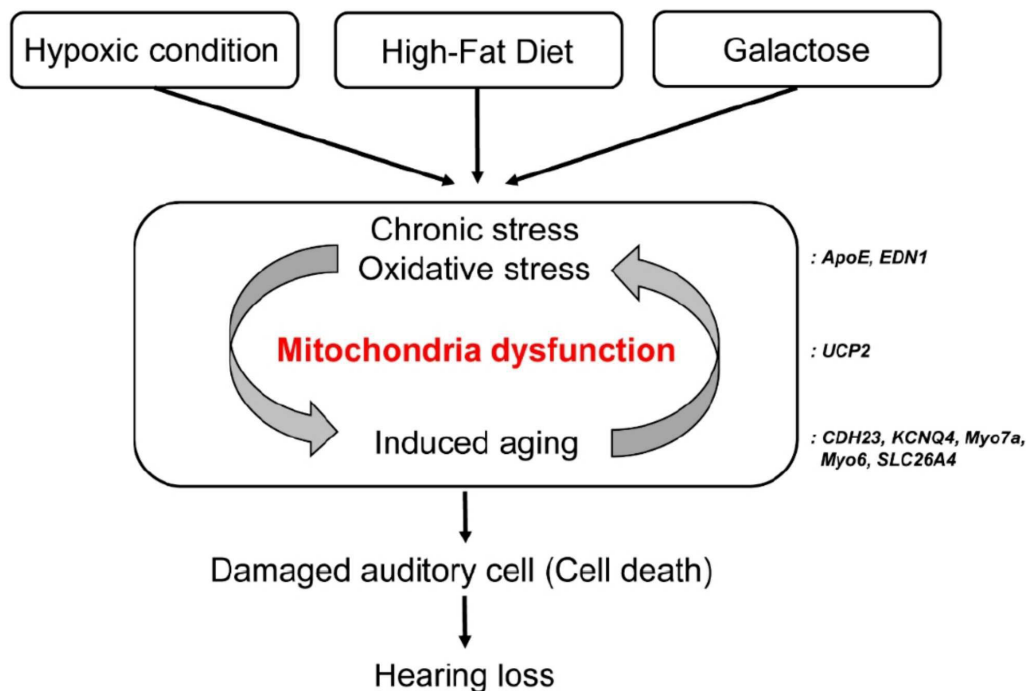 Hypoxic condition
High-Fat Diet
Galactose
Chronic stress
Oxidative stress
: ApoE, EDN1
Mitochondria dysfunction
: UCP2
Induced aging
: CDH23, KCNQ4, Myo7a,
Myo6, SLC26A4
Damaged auditory cell (Cell death)
Hearing loss